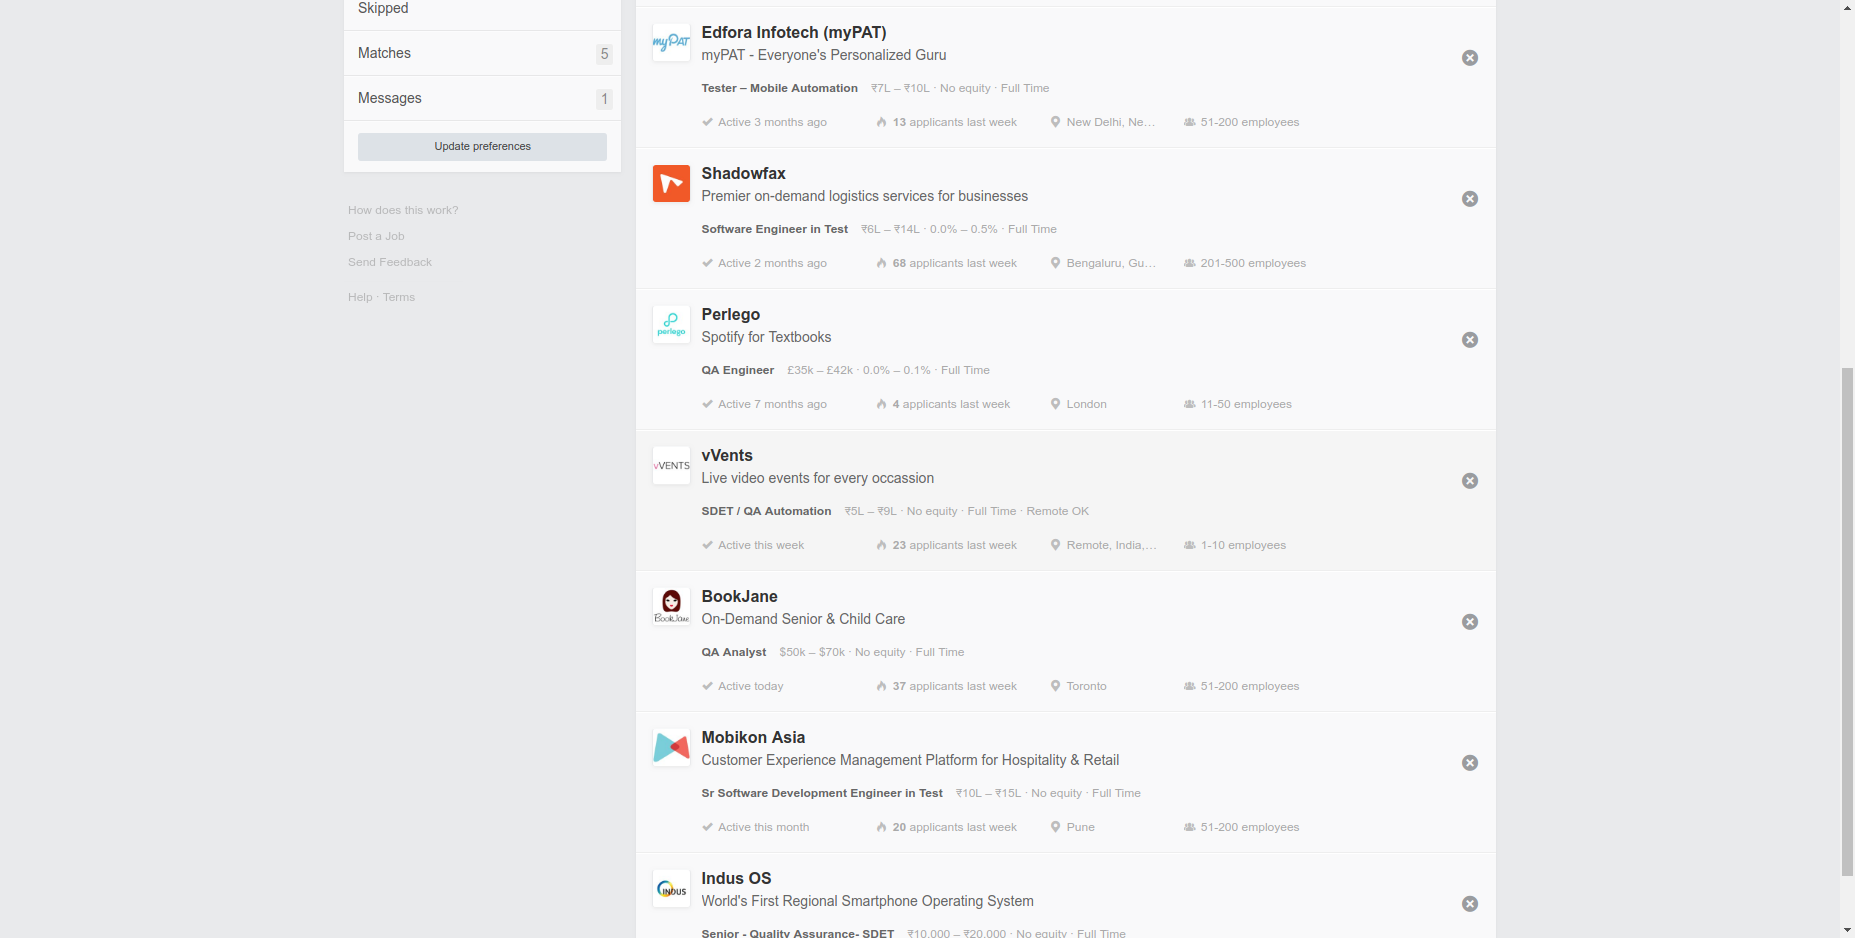 Skipped
Matches 5
Messages 1
Update preferences
How does this work?
Post a Job
Send Feedback
Help · Terms
myPAT
Edfora Infotech (myPAT)
myPAT - Everyone's Personalized Guru
Tester – Mobile Automation ₹7L – ₹10L · No equity · Full Time
Active 3 months ago 13 applicants last week New Delhi, Ne… 51-200 employees
Shadowfax
Premier on-demand logistics services for businesses
Software Engineer in Test ₹6L – ₹14L · 0.0% – 0.5% · Full Time
Active 2 months ago 68 applicants last week Bengaluru, Gu… 201-500 employees
perlego
Perlego
Spotify for Textbooks
QA Engineer £35k – £42k · 0.0% – 0.1% · Full Time
Active 7 months ago 4 applicants last week London 11-50 employees
vVENTS
vVents
Live video events for every occassion
SDET / QA Automation ₹5L – ₹9L · No equity · Full Time · Remote OK
Active this week 23 applicants last week Remote, India,… 1-10 employees
BookJane
BookJane
On-Demand Senior & Child Care
QA Analyst $50k – $70k · No equity · Full Time
Active today 37 applicants last week Toronto 51-200 employees
Mobikon Asia
Customer Experience Management Platform for Hospitality & Retail
Sr Software Development Engineer in Test ₹10L – ₹15L · No equity · Full Time
Active this month 20 applicants last week Pune 51-200 employees
INDUS
Indus OS
World's First Regional Smartphone Operating System
Senior - Quality Assurance- SDET ₹10,000 – ₹20,000 · No equity · Full Time